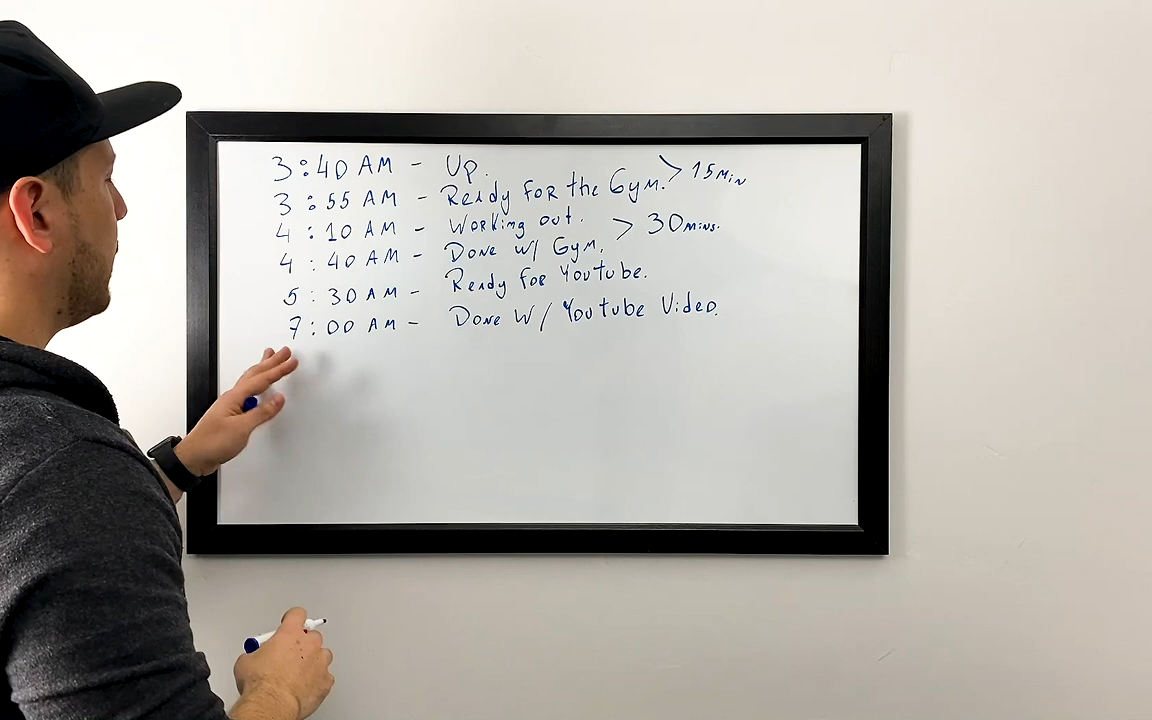 3:40 AM - Up. > 15 Min
3:55 AM - Ready for the Gym.
4:10 AM - Working out. > 30 mins.
4:40 AM - Done w/ Gym.
5:30 AM - Ready for Youtube.
7:00 AM - Done w/ Youtube Video.